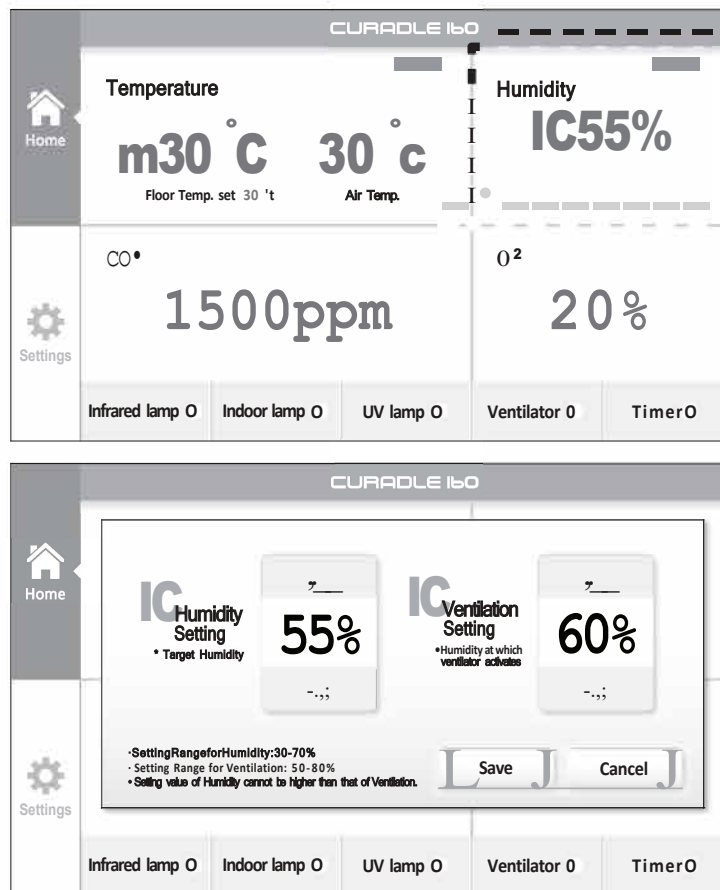 CURADLE 160
Home
Temperature
m30 °C
30 °c
Floor Temp. set 30 't
Air Temp.
Humidity
IC55%
Settings
CO•
1500ppm
O²
20%
Infrared lamp O
Indoor lamp O
UV lamp O
Ventilator 0
TimerO
CURADLE 160
Home
IC Humidity
Setting
* Target Humidity
55%
IC Ventilation
Setting
•Humidity at which
ventilator activates
60%
·SettingRangeforHumidity:30-70%
· Setting Range for Ventilation: 50-80%
• Setting value of Humidity cannot be higher than that of Ventilation.
Save
Cancel
Settings
Infrared lamp O
Indoor lamp O
UV lamp O
Ventilator 0
TimerO